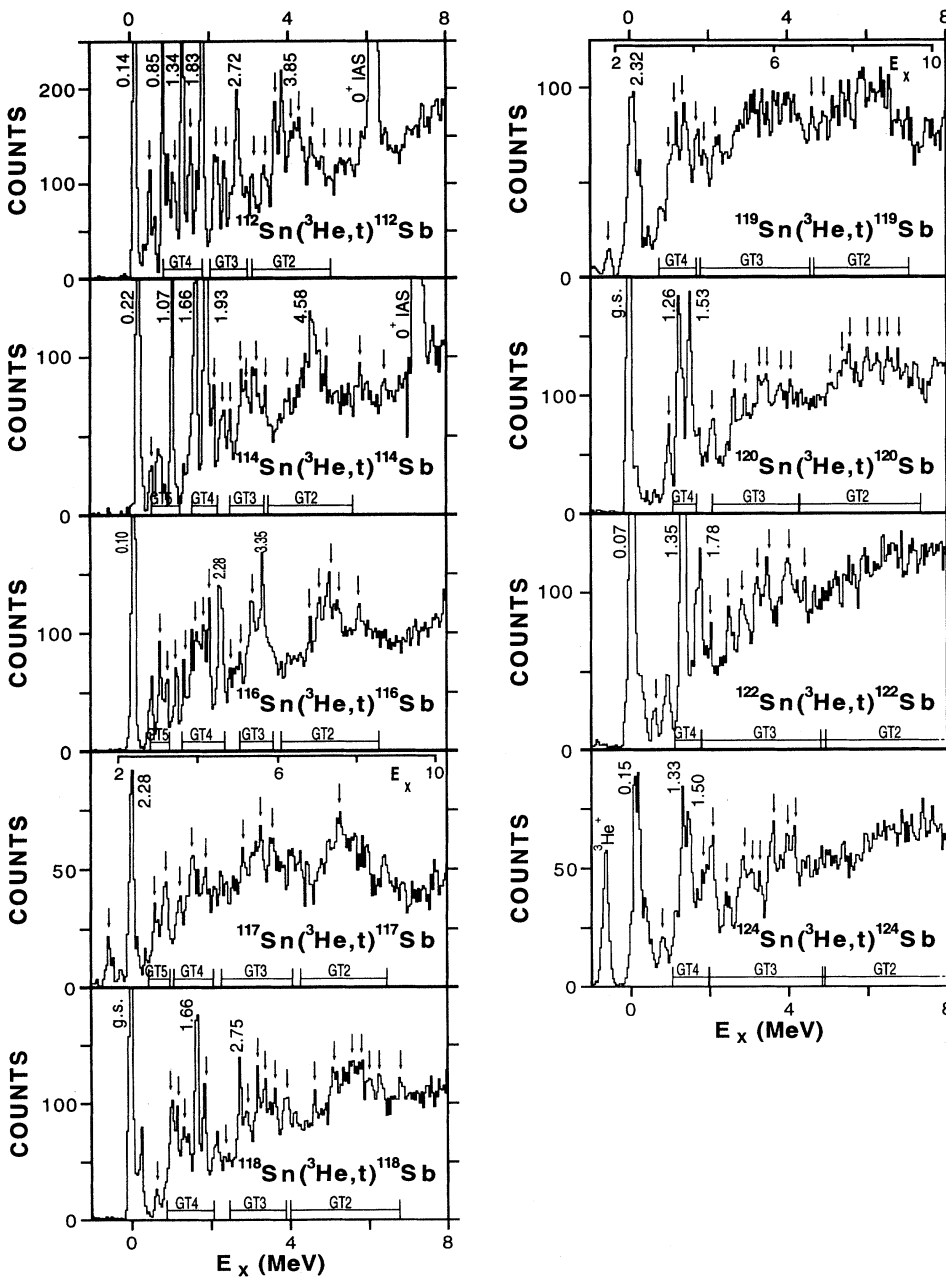 0 4 8
COUNTS
200
100
0
0.14 0.85 1.34 1.83 2.72 3.85 0⁺ IAS
¹¹²Sn(³He,t)¹¹²Sb
GT4 GT3 GT2
COUNTS
100
0
0.22 1.07 1.66 1.93 4.58 0⁺ IAS
¹¹⁴Sn(³He,t)¹¹⁴Sb
GT5 GT4 GT3 GT2
COUNTS
100
0
0.10 2.28 3.35
¹¹⁶Sn(³He,t)¹¹⁶Sb
GT5 GT4 GT3 GT2
2 6 Eₓ 10
COUNTS
50
0
2.28
¹¹⁷Sn(³He,t)¹¹⁷Sb
GT5 GT4 GT3 GT2
COUNTS
100
0
g.s. 1.66 2.75
¹¹⁸Sn(³He,t)¹¹⁸Sb
GT4 GT3 GT2
0 4 8
Eₓ (MeV)
0 4 8
2 6 Eₓ 10
COUNTS
100
0
2.32
¹¹⁹Sn(³He,t)¹¹⁹Sb
GT4 GT3 GT2
COUNTS
100
0
g.s. 1.26 1.53
¹²⁰Sn(³He,t)¹²⁰Sb
GT4 GT3 GT2
COUNTS
100
0
0.07 1.35 1.78
¹²²Sn(³He,t)¹²²Sb
GT4 GT3 GT2
COUNTS
50
0
³He⁺ 0.15 1.33 1.50
¹²⁴Sn(³He,t)¹²⁴Sb
GT4 GT3 GT2
0 4 8
Eₓ (MeV)